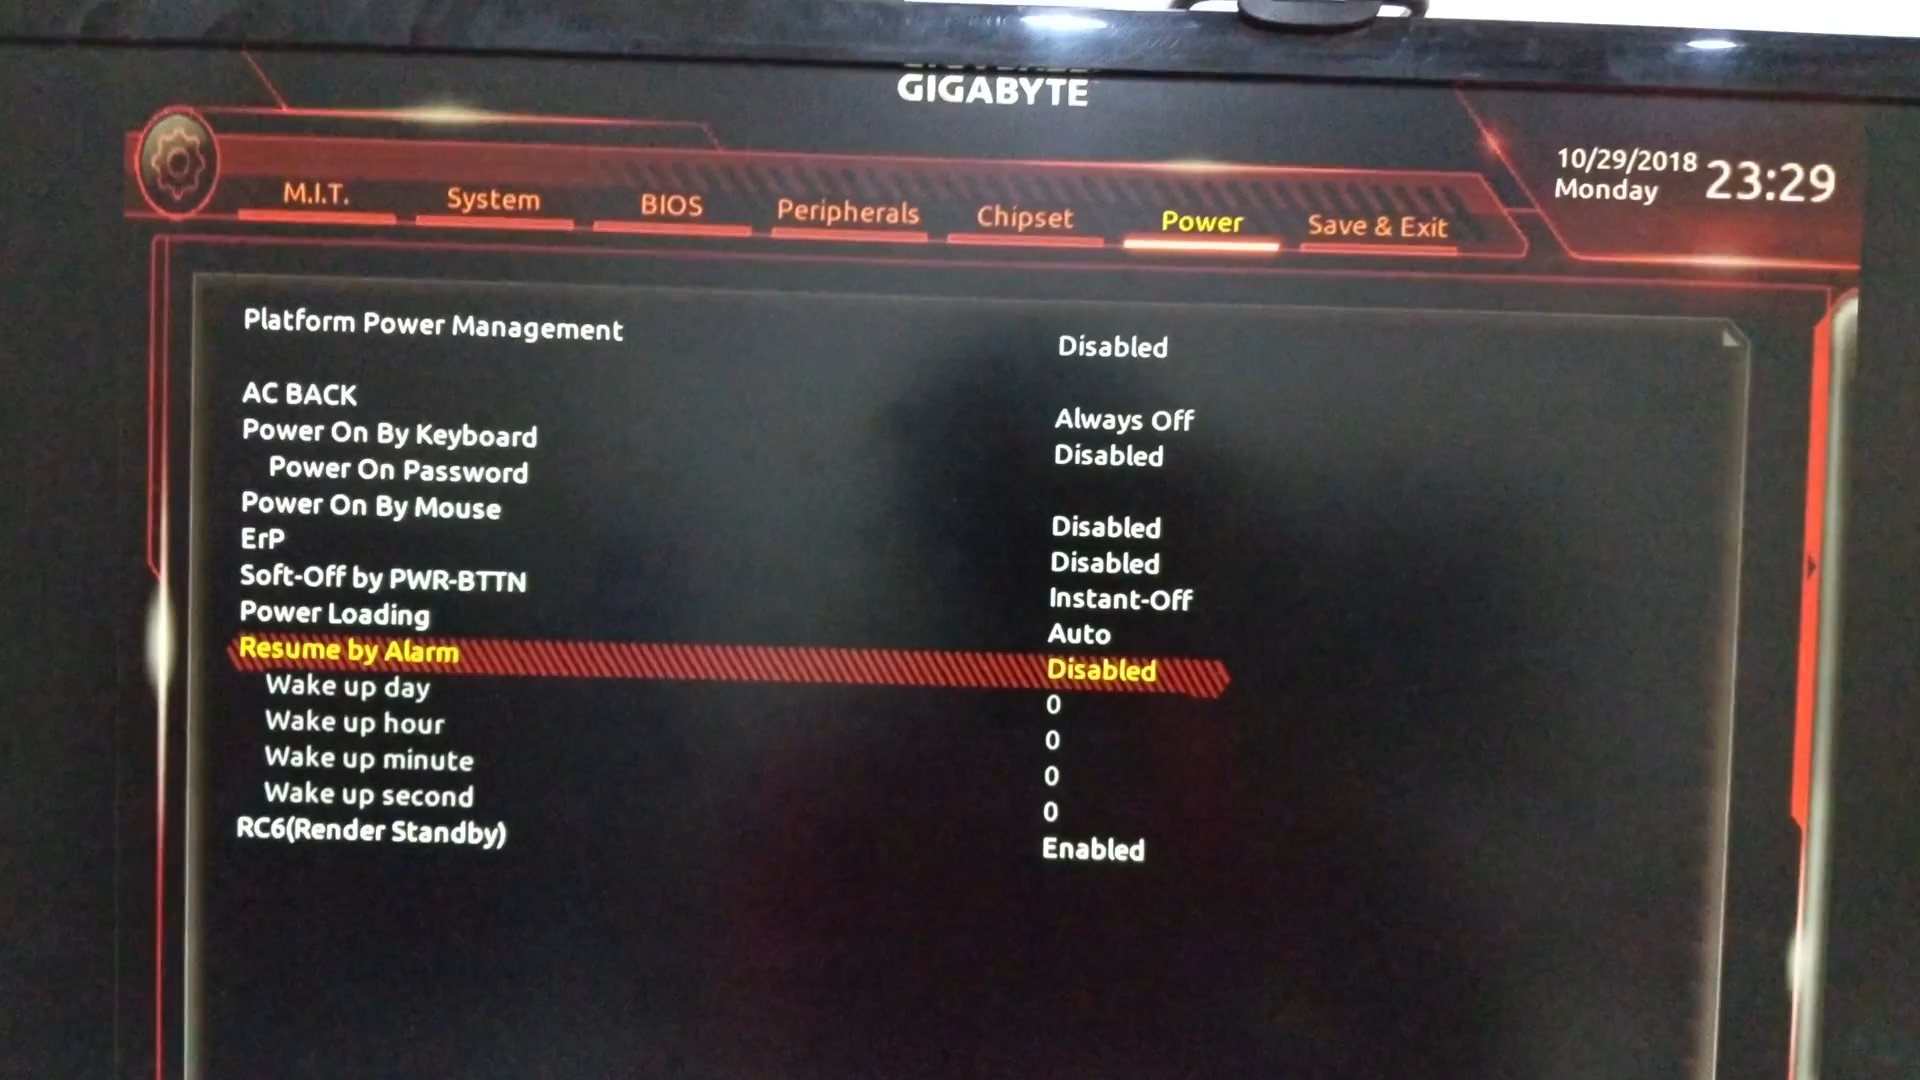 GIGABYTE
10/29/2018 23:29
Monday
M.I.T. System BIOS Peripherals Chipset Power Save & Exit
Platform Power Management Disabled
AC BACK Always Off
Power On By Keyboard Disabled
Power On Password
Power On By Mouse Disabled
ErP Disabled
Soft-Off by PWR-BTTN Instant-Off
Power Loading Auto
Resume by Alarm Disabled
Wake up day 0
Wake up hour 0
Wake up minute 0
Wake up second 0
RC6(Render Standby) Enabled